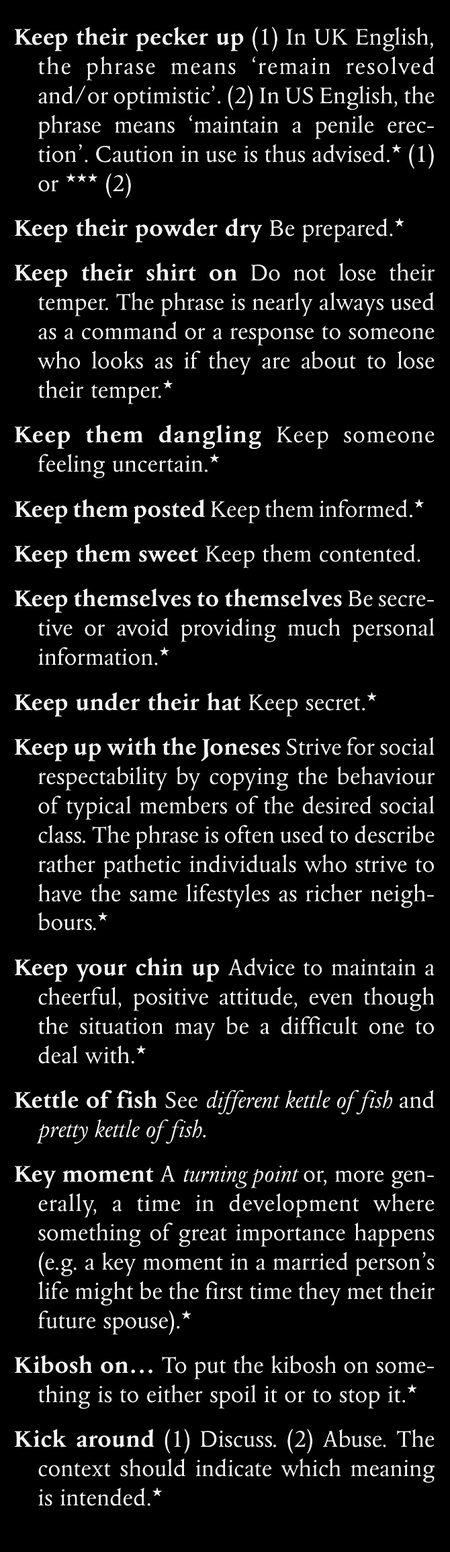 Keep their pecker up (1) In UK English,
the phrase means ‘remain resolved
and/or optimistic’. (2) In US English, the
phrase means ‘maintain a penile erec-
tion’. Caution in use is thus advised.★ (1)
or ★★★ (2)
Keep their powder dry Be prepared.★
Keep their shirt on Do not lose their
temper. The phrase is nearly always used
as a command or a response to someone
who looks as if they are about to lose
their temper.★
Keep them dangling Keep someone
feeling uncertain.★
Keep them posted Keep them informed.★
Keep them sweet Keep them contented.
Keep themselves to themselves Be secre-
tive or avoid providing much personal
information.★
Keep under their hat Keep secret.★
Keep up with the Joneses Strive for social
respectability by copying the behaviour
of typical members of the desired social
class. The phrase is often used to describe
rather pathetic individuals who strive to
have the same lifestyles as richer neigh-
bours.★
Keep your chin up Advice to maintain a
cheerful, positive attitude, even though
the situation may be a difficult one to
deal with.★
Kettle of fish See different kettle of fish and
pretty kettle of fish.
Key moment A turning point or, more gen-
erally, a time in development where
something of great importance happens
(e.g. a key moment in a married person’s
life might be the first time they met their
future spouse).★
Kibosh on… To put the kibosh on some-
thing is to either spoil it or to stop it.★
Kick around (1) Discuss. (2) Abuse. The
context should indicate which meaning
is intended.★